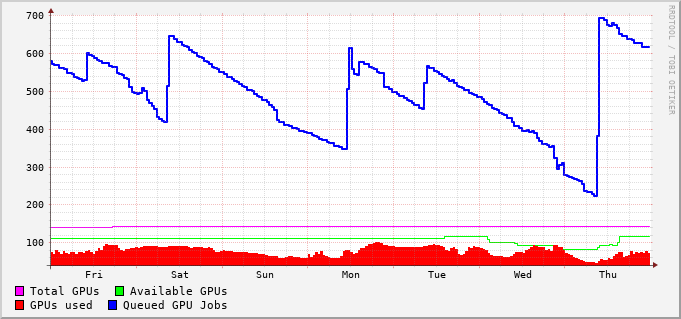 700
600
500
400
300
200
100
Fri Sat Sun Mon Tue Wed Thu
RRDTOOL / TOBI OETIKER
Total GPUs Available GPUs
GPUs used Queued GPU Jobs